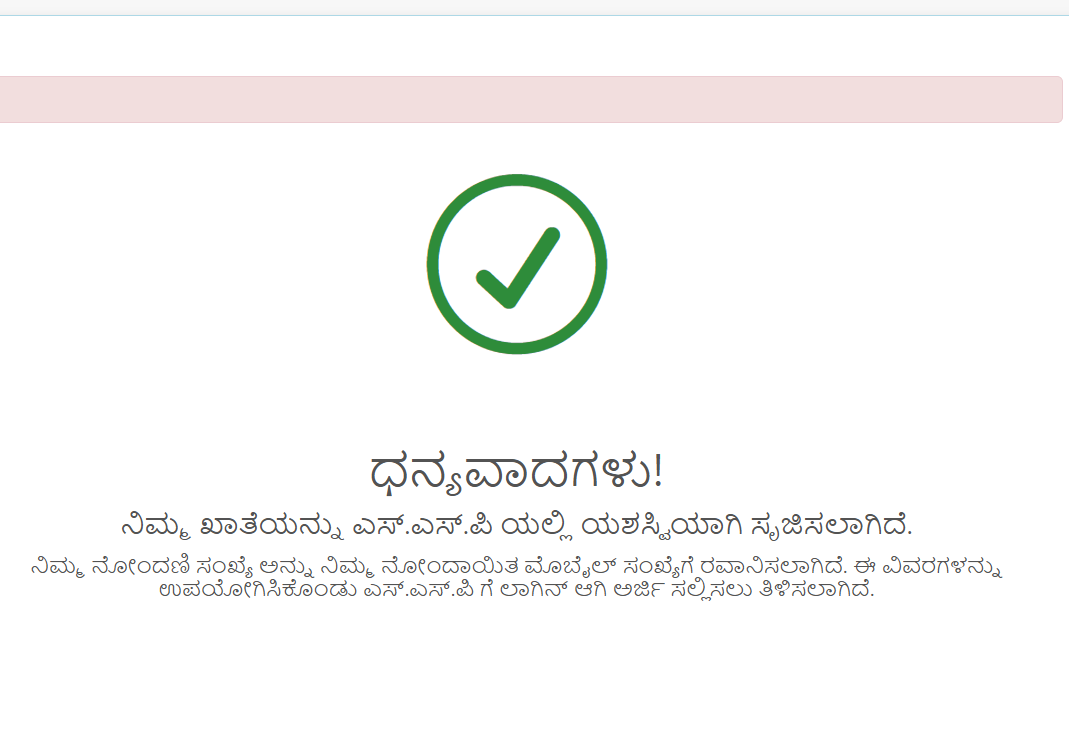 ಧನ್ಯವಾದಗಳು!
ನಿಮ್ಮ ಖಾತೆಯನ್ನು ಎಸ್.ಎಸ್.ಪಿ ಯಲ್ಲಿ ಯಶಸ್ವಿಯಾಗಿ ಸೃಜಿಸಲಾಗಿದೆ.
ನಿಮ್ಮ ನೋಂದಣಿ ಸಂಖ್ಯೆ ಅನ್ನು ನಿಮ್ಮ ನೋಂದಾಯಿತ ಮೊಬೈಲ್ ಸಂಖ್ಯೆಗೆ ರವಾನಿಸಲಾಗಿದೆ. ಈ ವಿವರಗಳನ್ನು
ಉಪಯೋಗಿಸಿಕೊಂಡು ಎಸ್.ಎಸ್.ಪಿ ಗೆ ಲಾಗಿನ್ ಆಗಿ ಅರ್ಜಿ ಸಲ್ಲಿಸಲು ತಿಳಿಸಲಾಗಿದೆ.